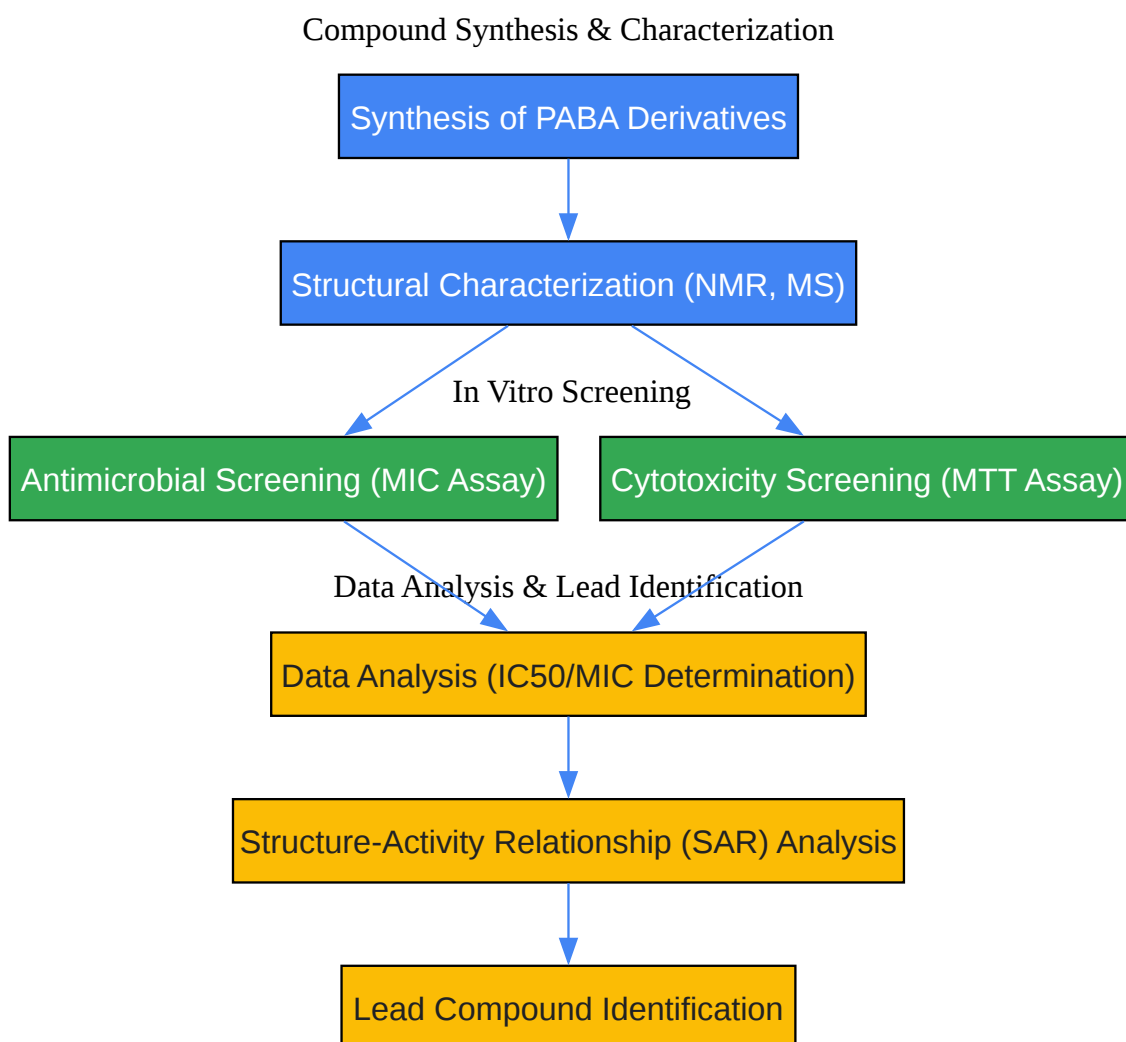 Compound Synthesis & Characterization
Synthesis of PABA Derivatives
Structural Characterization (NMR, MS)
In Vitro Screening
Antimicrobial Screening (MIC Assay)
Cytotoxicity Screening (MTT Assay)
Data Analysis & Lead Identification
Data Analysis (IC50/MIC Determination)
Structure-Activity Relationship (SAR) Analysis
Lead Compound Identification